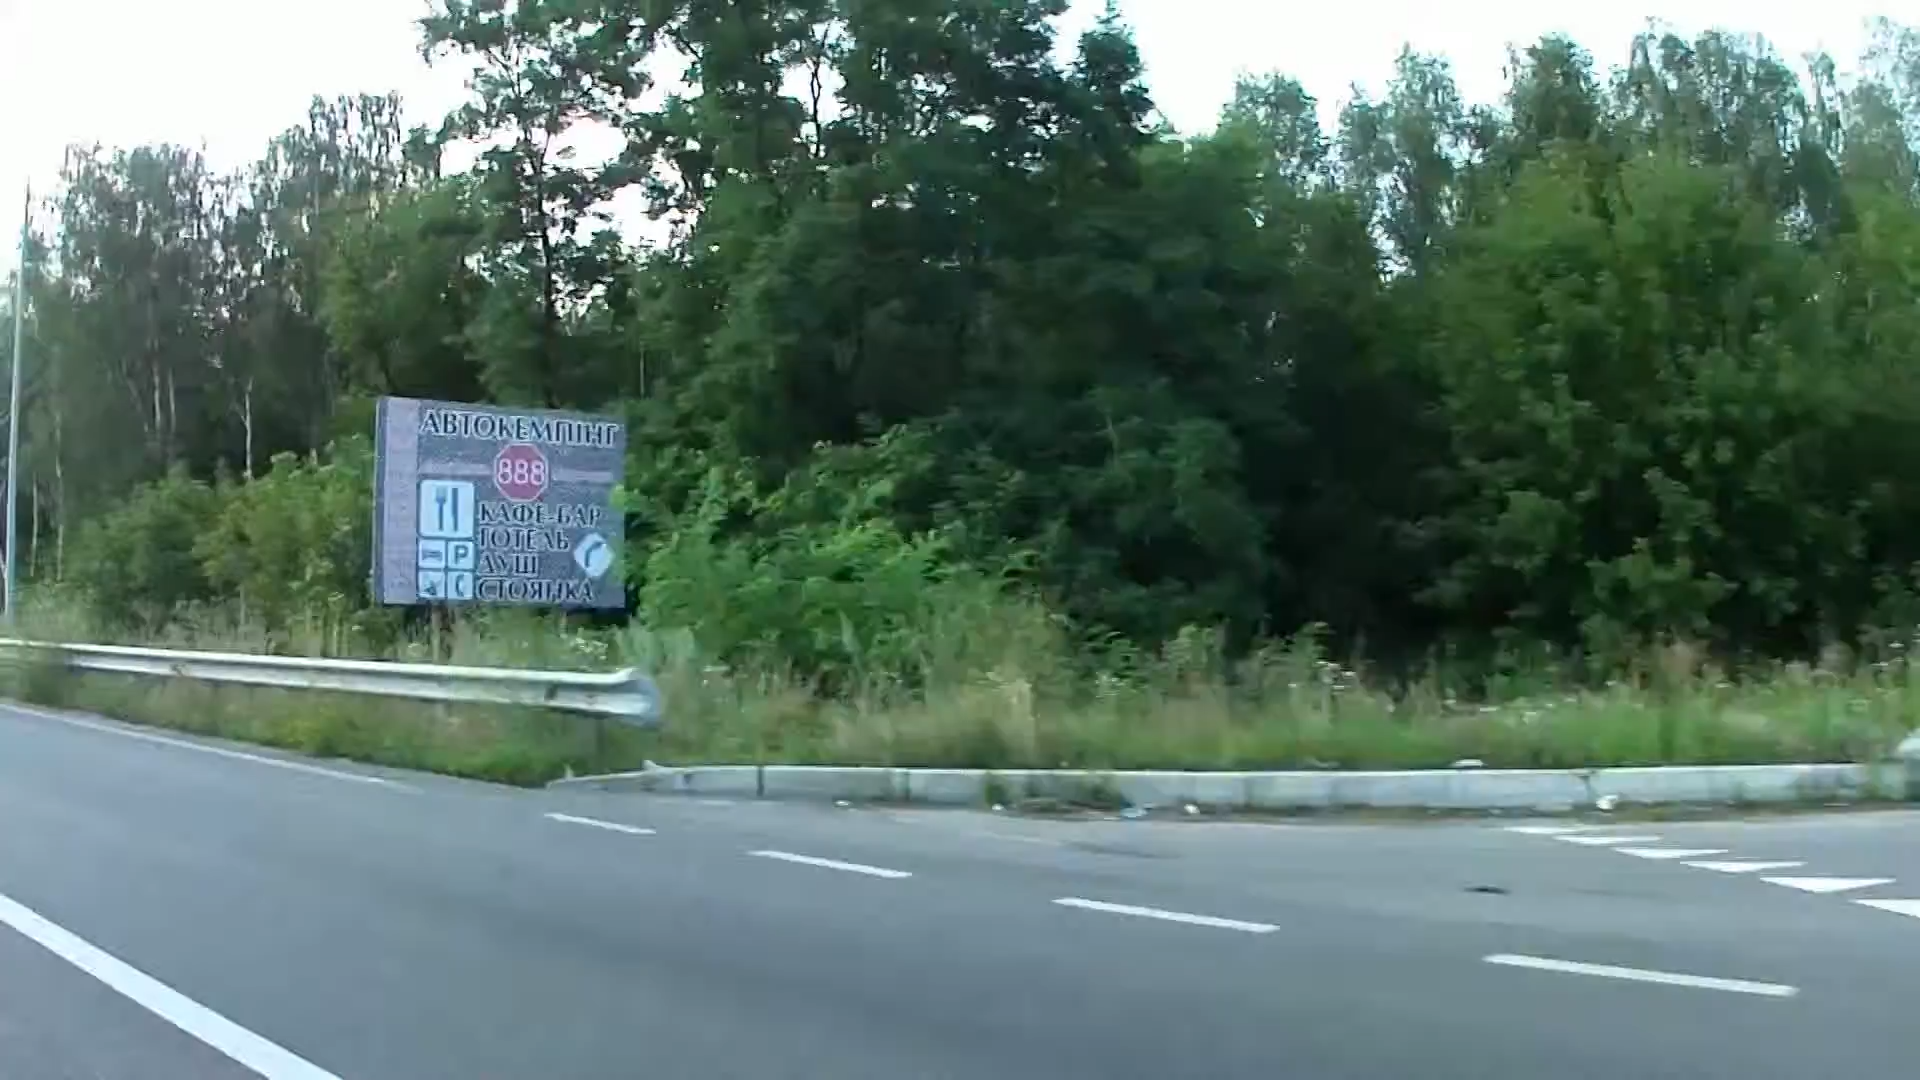 АВТОКЕМПІНГ
888
КАФЕ-БАР
ГОТЕЛЬ
P ДУШ
СТОЯНКА